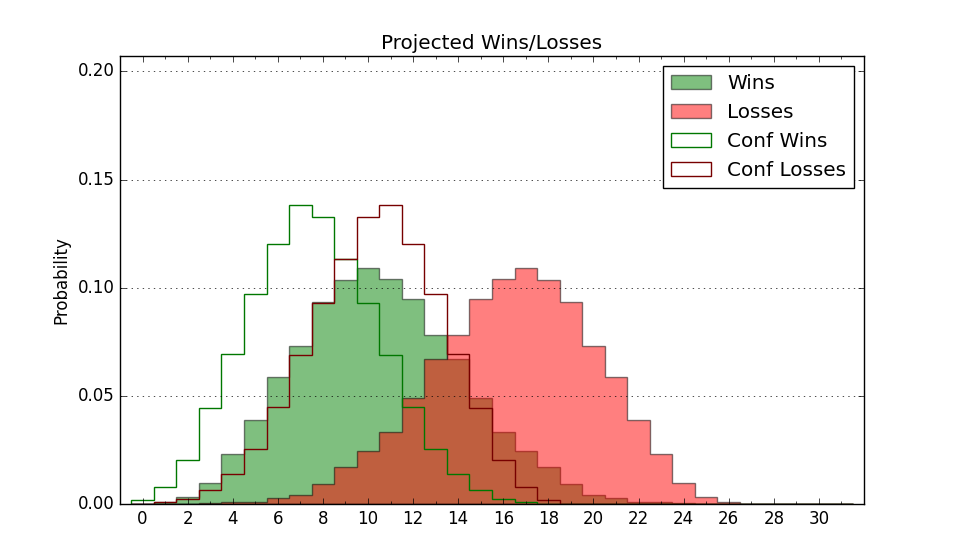 Projected Wins/Losses
0.20
0.15
0.10
0.05
0.00
Probability
Wins
Losses
Conf Wins
Conf Losses
0 2 4 6 8 10 12 14 16 18 20 22 24 26 28 30